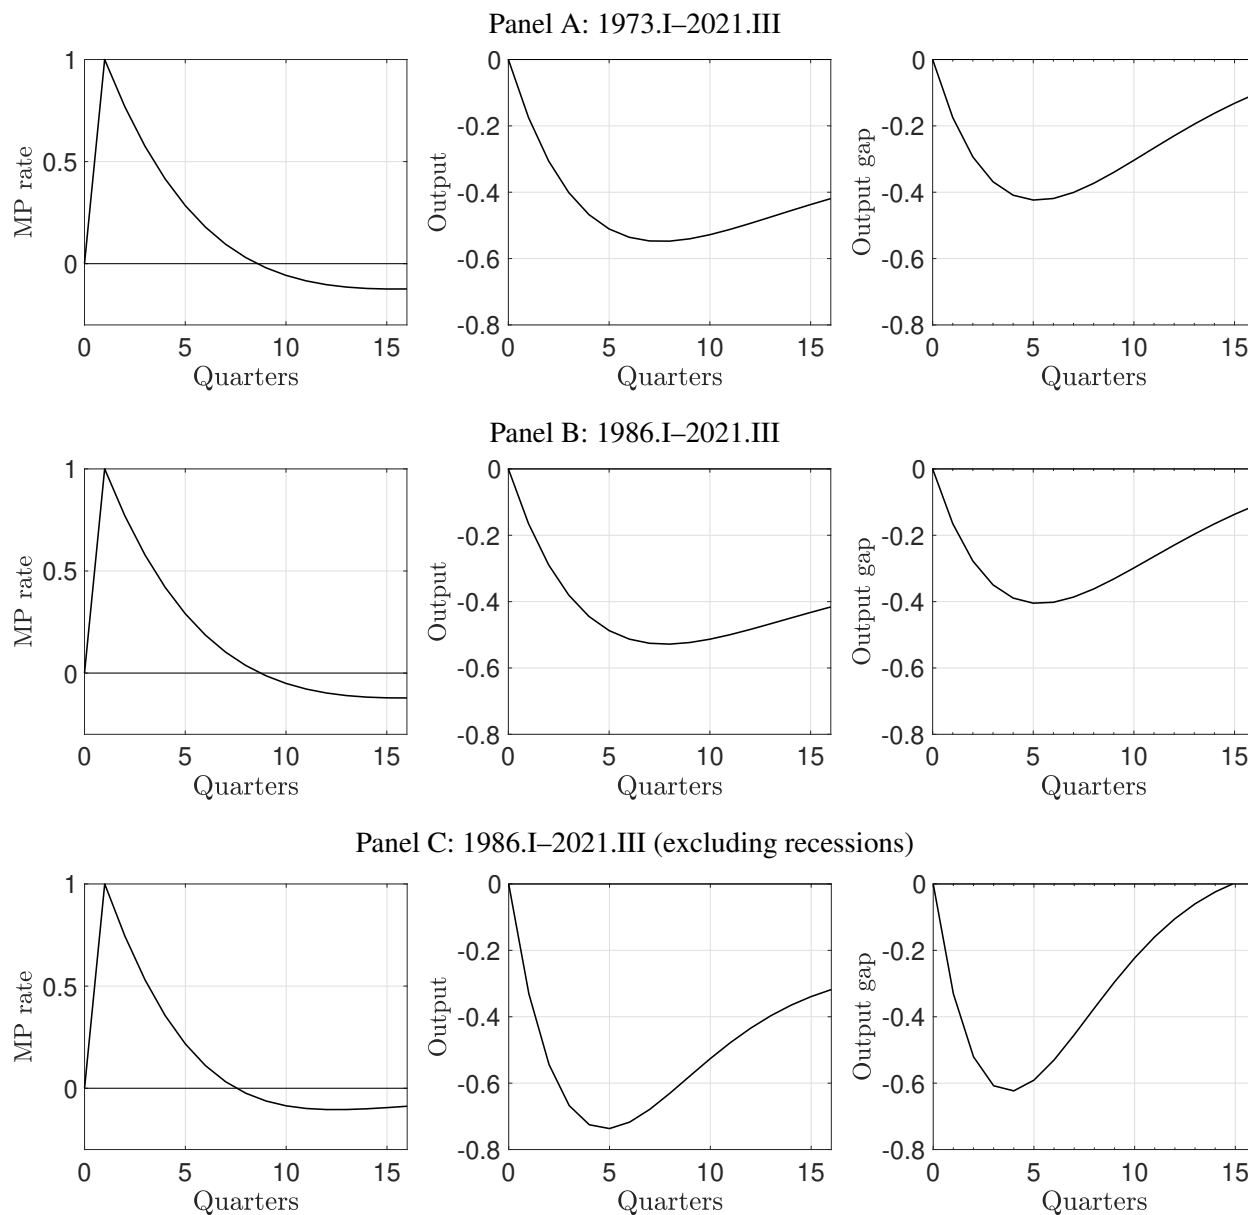 Panel A: 1973.I–2021.III
MP rate
1
0.5
0
0 5 10 15
Quarters
Output
0
-0.2
-0.4
-0.6
-0.8
0 5 10 15
Quarters
Output gap
0
-0.2
-0.4
-0.6
-0.8
0 5 10 15
Quarters
Panel B: 1986.I–2021.III
MP rate
1
0.5
0
0 5 10 15
Quarters
Output
0
-0.2
-0.4
-0.6
-0.8
0 5 10 15
Quarters
Output gap
0
-0.2
-0.4
-0.6
-0.8
0 5 10 15
Quarters
Panel C: 1986.I–2021.III (excluding recessions)
MP rate
1
0.5
0
0 5 10 15
Quarters
Output
0
-0.2
-0.4
-0.6
-0.8
0 5 10 15
Quarters
Output gap
0
-0.2
-0.4
-0.6
-0.8
0 5 10 15
Quarters